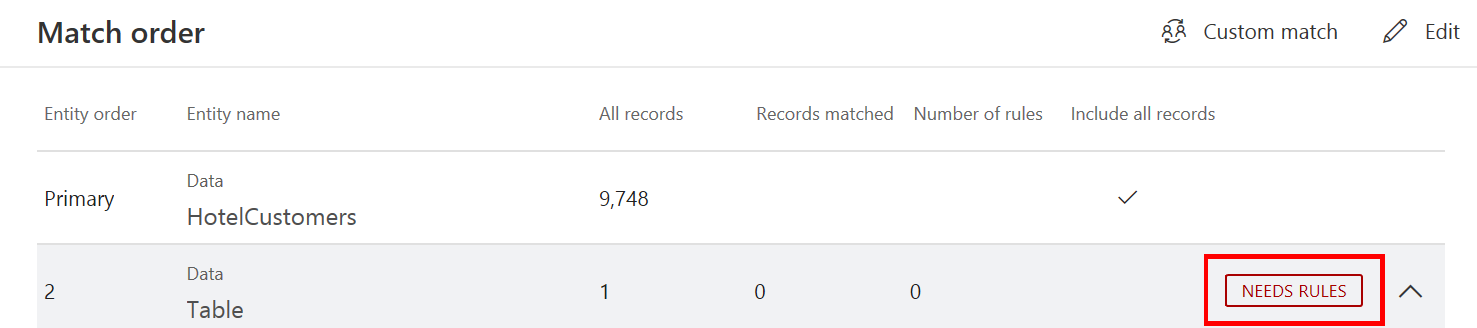 Match order
Custom match
Edit
Entity order Entity name All records Records matched Number of rules Include all records
Data
Primary HotelCustomers 9,748
Data
2 Table 1 0 0 NEEDS RULES